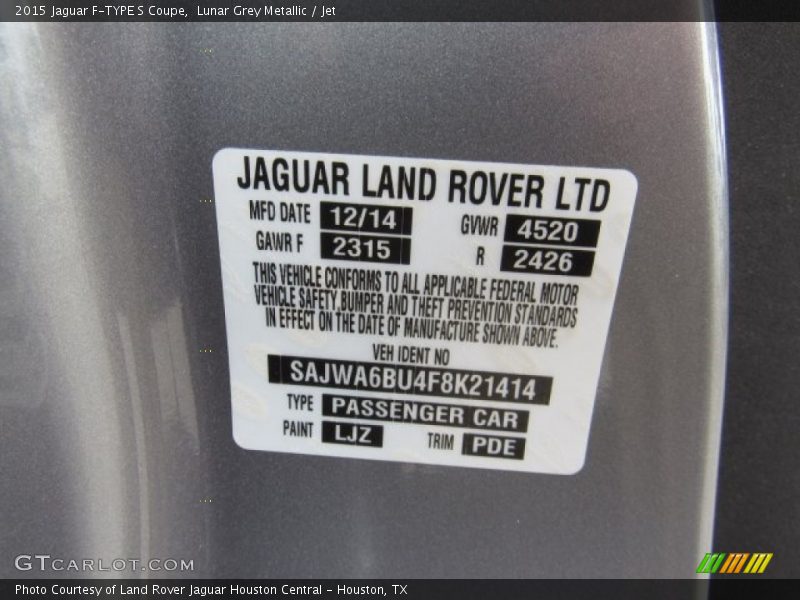 2015 Jaguar F-TYPE S Coupe, Lunar Grey Metallic / Jet
JAGUAR LAND ROVER LTD
MFD DATE 12/14 GVWR 4520
GAWR F 2315 R 2426
THIS VEHICLE CONFORMS TO ALL APPLICABLE FEDERAL MOTOR
VEHICLE SAFETY, BUMPER AND THEFT PREVENTION STANDARDS
IN EFFECT ON THE DATE OF MANUFACTURE SHOWN ABOVE.
VEH IDENT NO
SAJWA6BU4F8K21414
TYPE PASSENGER CAR
PAINT LJZ TRIM PDE
GTCARLOT.COM
Photo Courtesy of Land Rover Jaguar Houston Central - Houston, TX